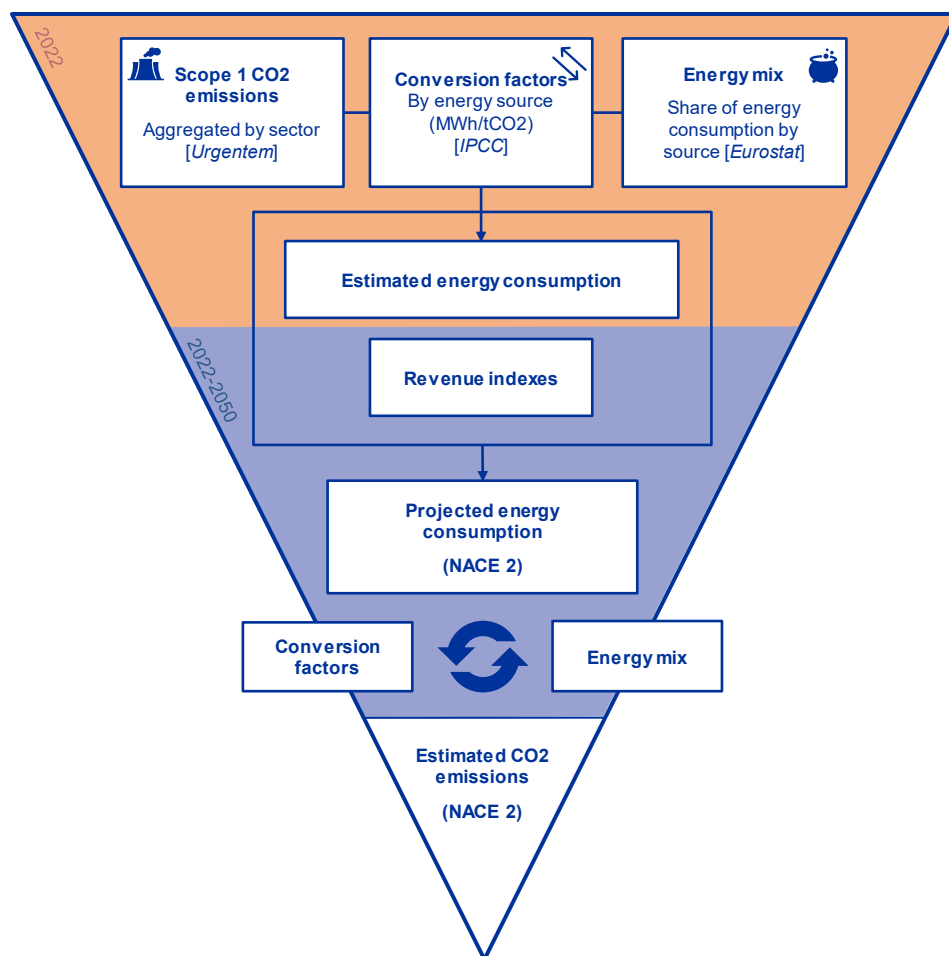 2022
Scope 1 CO2
emissions
Aggregated by sector
[Urgentem]
Conversion factors
By energy source
(MWh/tCO2)
[IPCC]
Energy mix
Share of energy
consumption by
source [Eurostat]
Estimated energy consumption
2022-2050
Revenue indexes
Projected energy
consumption
(NACE 2)
Conversion
factors
Energy mix
Estimated CO2
emissions
(NACE 2)